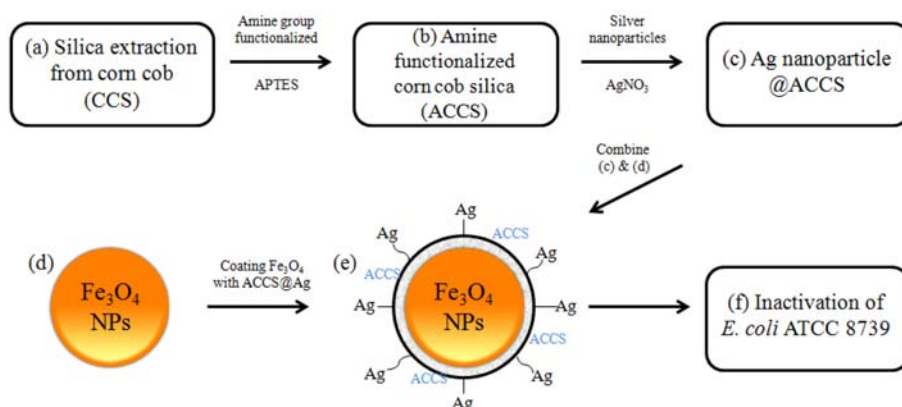 (a) Silica extraction
from corn cob
(CCS)
Amine group
functionalized
APTES
(b) Amine
functionalized
corn cob silica
(ACCS)
Silver
nanoparticles
AgNO₃
(c) Ag nanoparticle
@ACCS
Combine
(c) & (d)
(d)
Fe₃O₄
NPs
Coating Fe₃O₄
with ACCS@Ag
(e)
Ag
Ag
ACCS
Ag
ACCS
Ag
Fe₃O₄
NPs
Ag
ACCS
Ag
ACCS
Ag
Ag
(f) Inactivation of
E. coli ATCC 8739